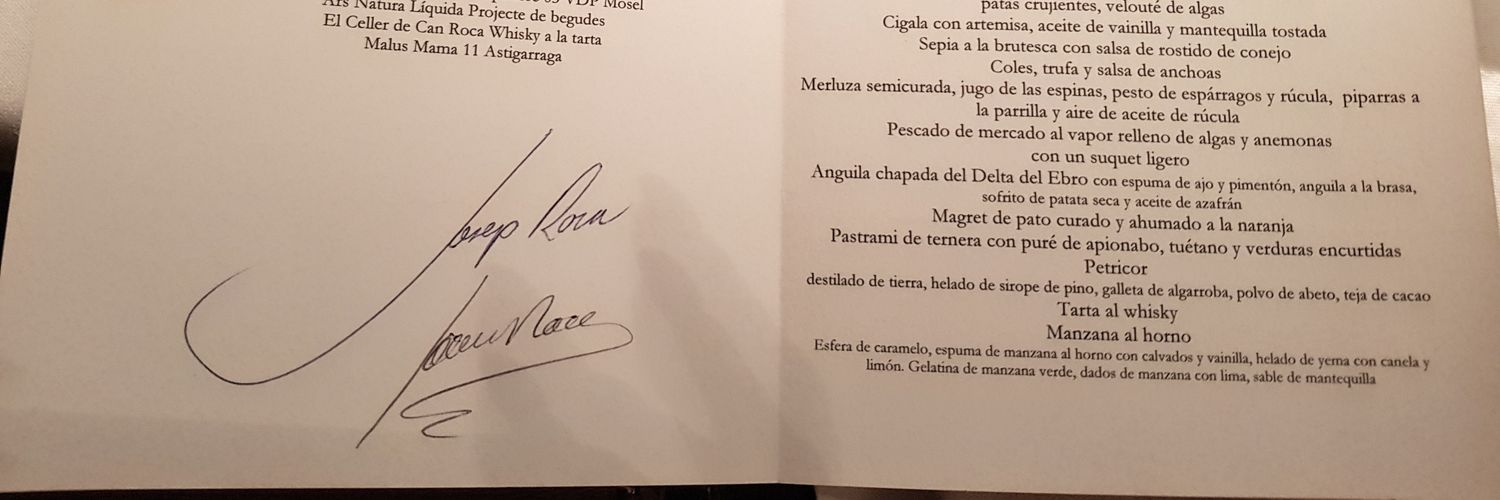 VDP Mosel
Ars Natura Líquida Projecte de begudes
El Celler de Can Roca Whisky a la tarta
Malus Mama 11 Astigarraga
Josep Roca
patas crujientes, velouté de algas
Cigala con artemisa, aceite de vainilla y mantequilla tostada
Sepia a la brutesca con salsa de rostido de conejo
Coles, trufa y salsa de anchoas
Merluza semicurada, jugo de las espinas, pesto de espárragos y rúcula, piparras a
la parrilla y aire de aceite de rúcula
Pescado de mercado al vapor relleno de algas y anemonas
con un suquet ligero
Anguila chapada del Delta del Ebro con espuma de ajo y pimentón, anguila a la brasa,
sofrito de patata seca y aceite de azafrán
Magret de pato curado y ahumado a la naranja
Pastrami de ternera con puré de apionabo, tuétano y verduras encurtidas
Petricor
destilado de tierra, helado de sirope de pino, galleta de algarroba, polvo de abeto, teja de cacao
Tarta al whisky
Manzana al horno
Esfera de caramelo, espuma de manzana al horno con calvados y vainilla, helado de yema con canela y
limón. Gelatina de manzana verde, dados de manzana con lima, sable de mantequilla